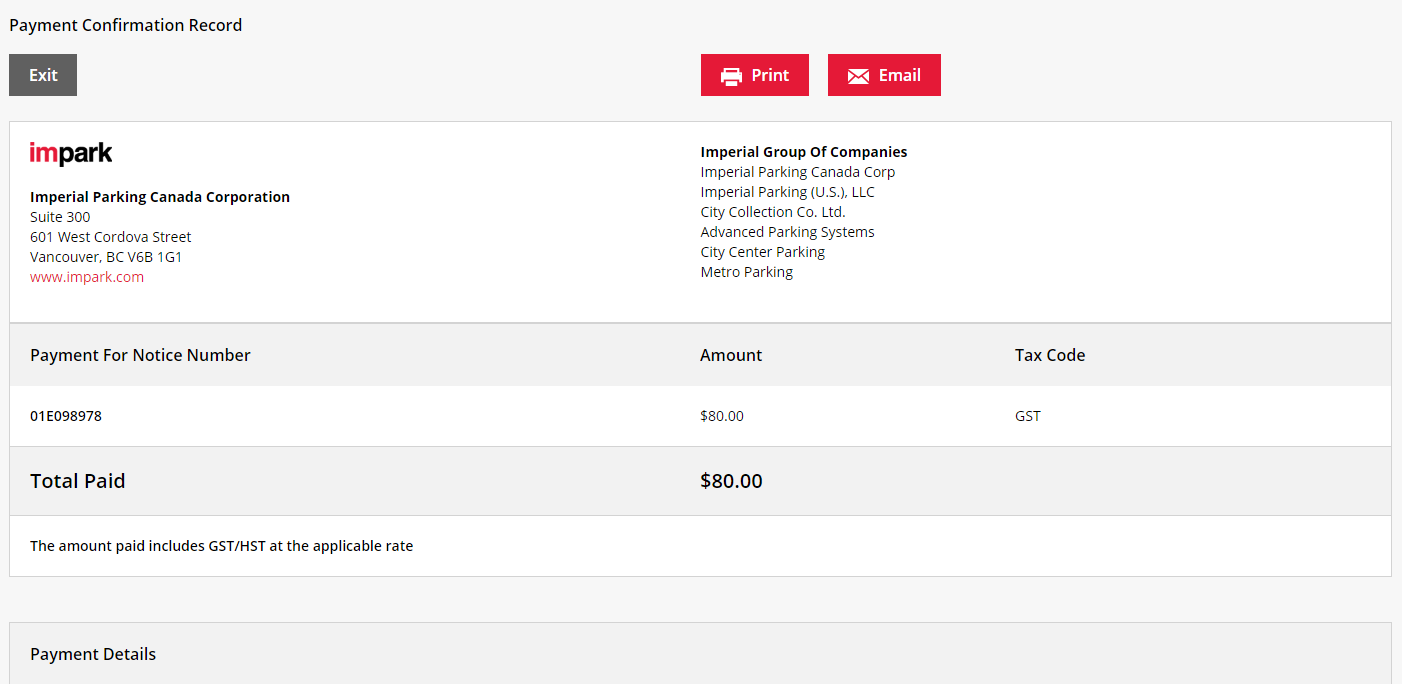 Payment Confirmation Record
Exit
Print
Email
impark
Imperial Parking Canada Corporation
Suite 300
601 West Cordova Street
Vancouver, BC V6B 1G1
www.impark.com
Imperial Group Of Companies
Imperial Parking Canada Corp
Imperial Parking (U.S.), LLC
City Collection Co. Ltd.
Advanced Parking Systems
City Center Parking
Metro Parking
Payment For Notice Number Amount Tax Code
01E098978 $80.00 GST
Total Paid $80.00
The amount paid includes GST/HST at the applicable rate
Payment Details